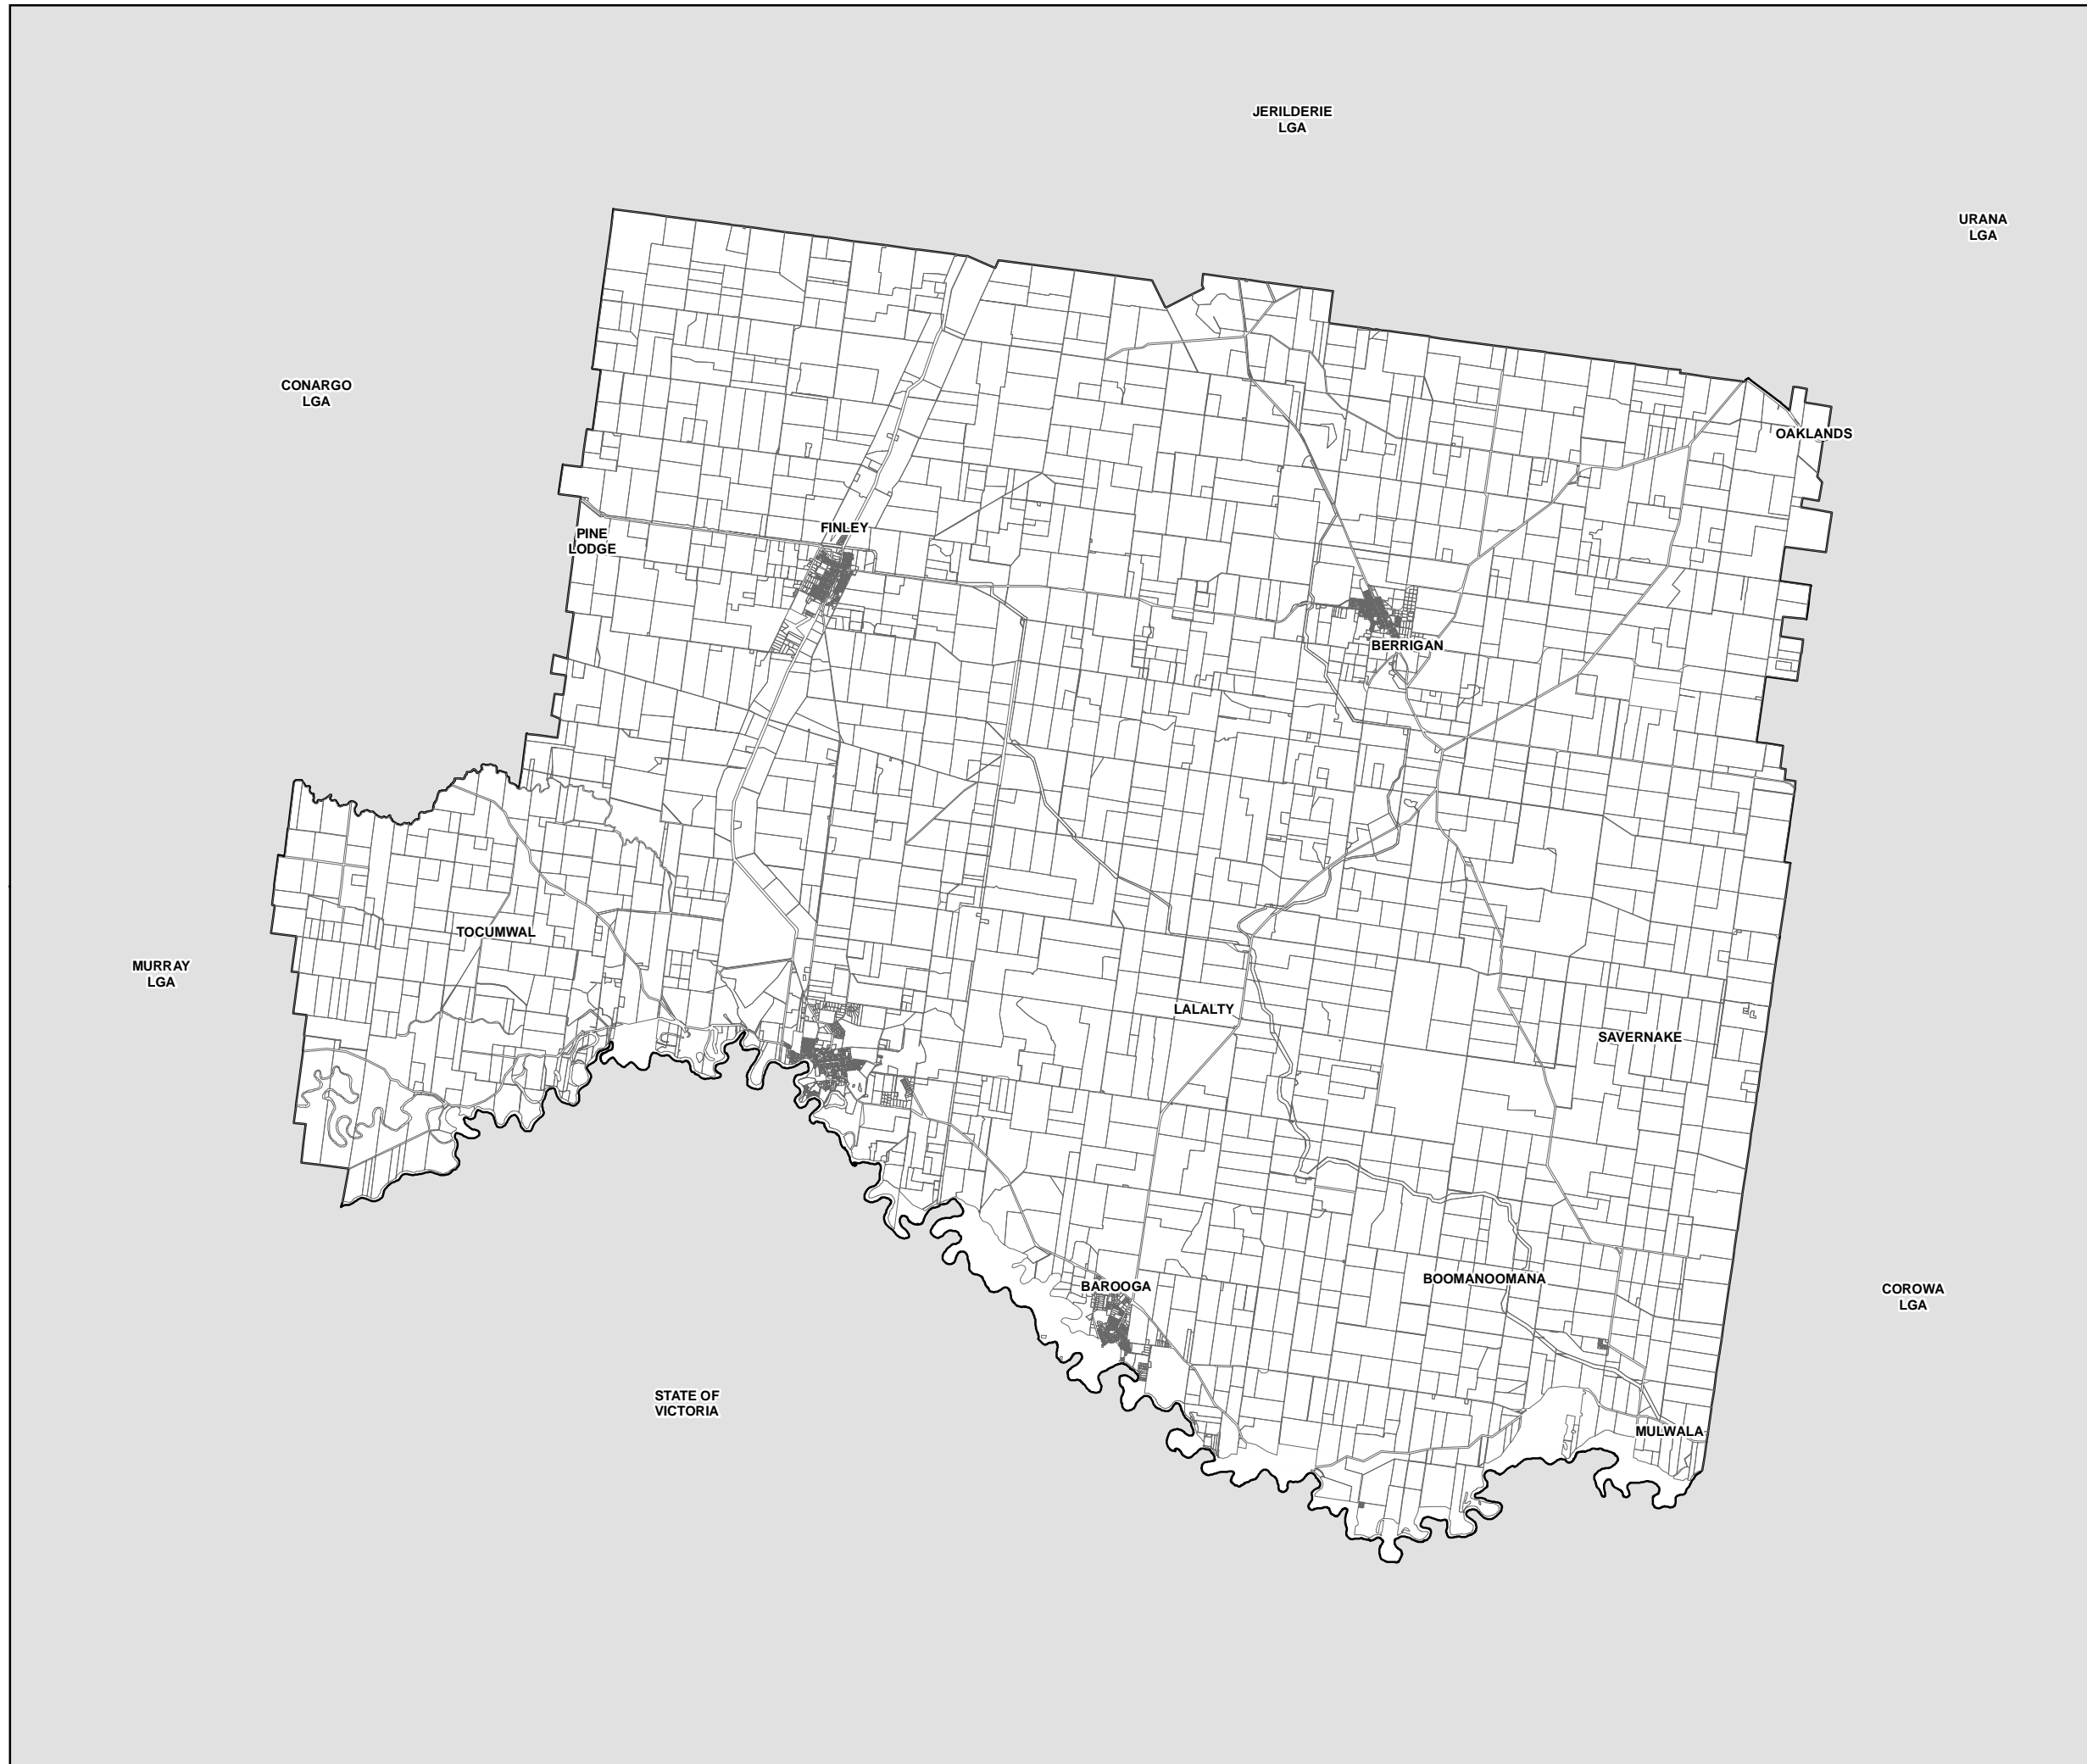 JERILDERIE
LGA
URANA
LGA
CONARGO
LGA
OAKLANDS
FINLEY
PINE
LODGE
BERRIGAN
TOCUMWAL
MURRAY
LGA
LALALTY
SAVERNAKE
BOOMANOOMANA
BAROOGA
COROWA
LGA
STATE OF
VICTORIA
MULWALA